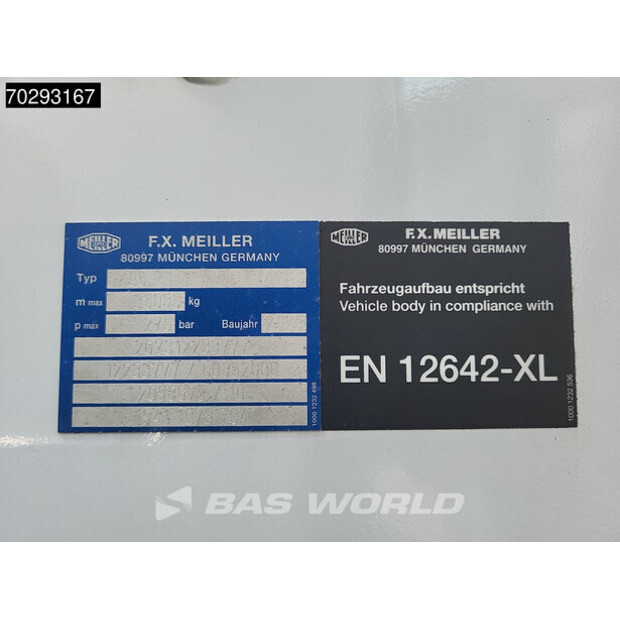 70293167
MEILLER
F.X. MEILLER
80997 MÜNCHEN GERMANY
Typ
m max kg
p max bar Baujahr
1000 1232 498
MEILLER
F.X. MEILLER
80997 MÜNCHEN GERMANY
Fahrzeugaufbau entspricht
Vehicle body in compliance with
EN 12642-XL
1000 1232 536
BAS WORLD